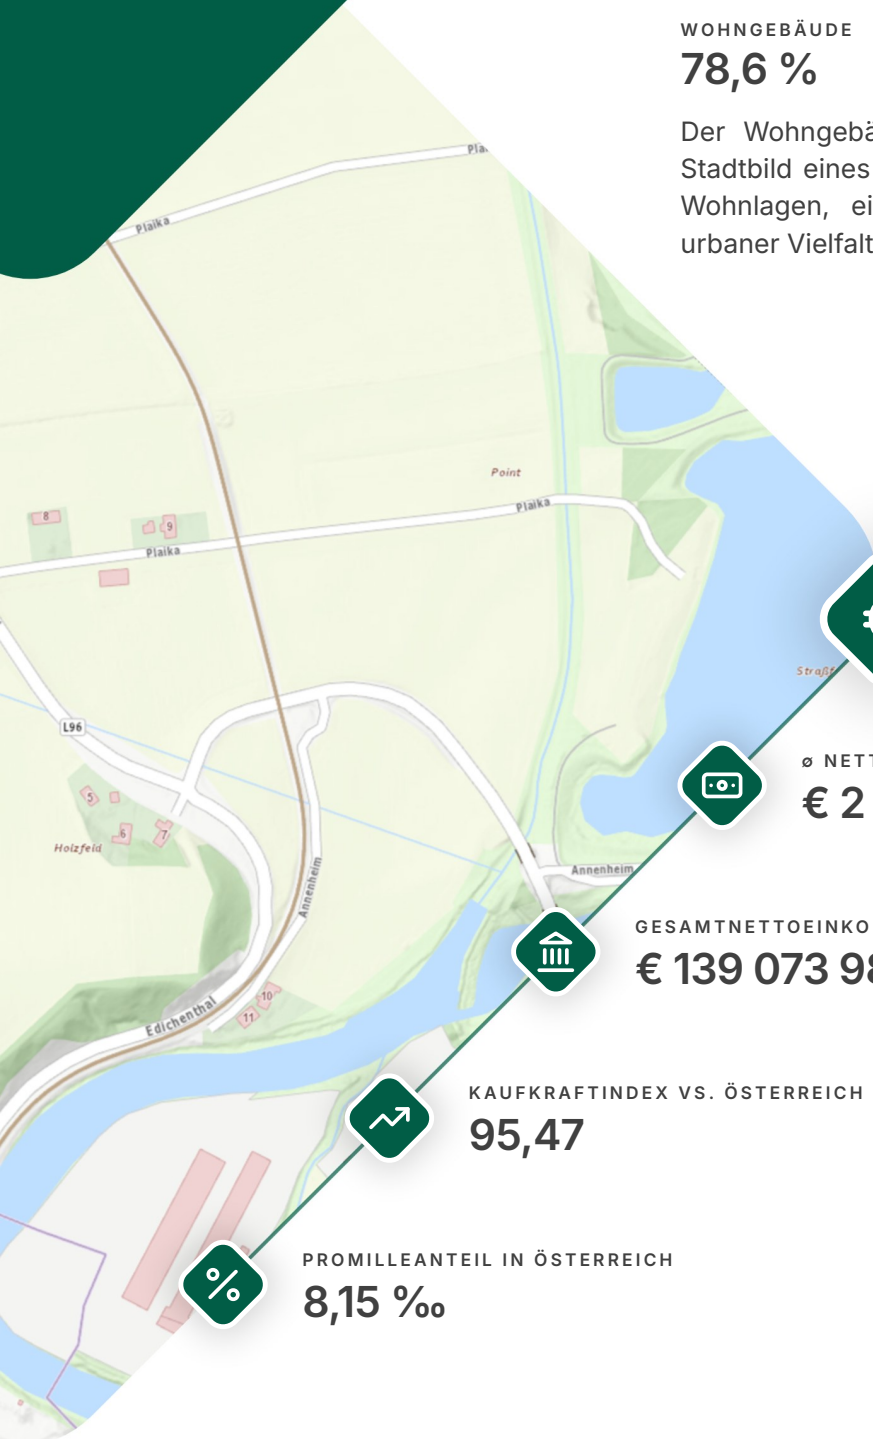 WOHNGEBÄUDE
78,6 %
Der Wohngebä
Stadtbild eines
Wohnlagen, ei
urbaner Vielfalt
Pla
Plaika
Point
Plaika
8
9
Plaika
Straßf
L96
ø NETT
€ 2
5
6
7
Holzfeld
Annenheim
Annenheim
GESAMTNETTOEINKO
€ 139 073 98
10
11
Edichenthal
KAUFKRAFTINDEX VS. ÖSTERREICH
95,47
PROMILLEANTEIL IN ÖSTERREICH
8,15 ‰